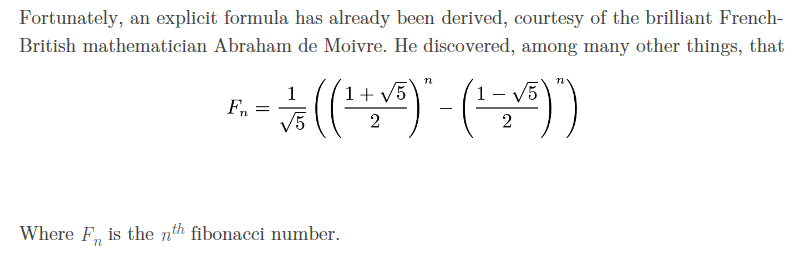 Fortunately, an explicit formula has already been derived, courtesy of the brilliant French-
British mathematician Abraham de Moivre. He discovered, among many other things, that
F_n = \frac{1}{\sqrt{5}} \left( \left( \frac{1+\sqrt{5}}{2} \right)^n - \left( \frac{1-\sqrt{5}}{2} \right)^n \right)
Where F_n is the n^{th} fibonacci number.